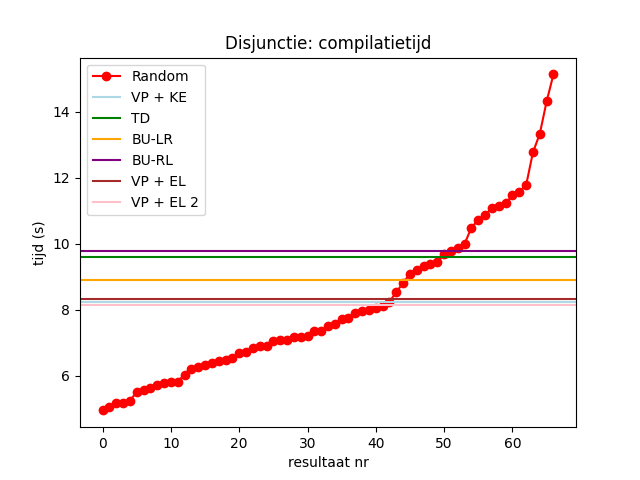 Disjunctie: compilatietijd
Random
VP + KE
TD
BU-LR
BU-RL
VP + EL
VP + EL 2
tijd (s)
14
12
10
8
6
0 10 20 30 40 50 60
resultaat nr